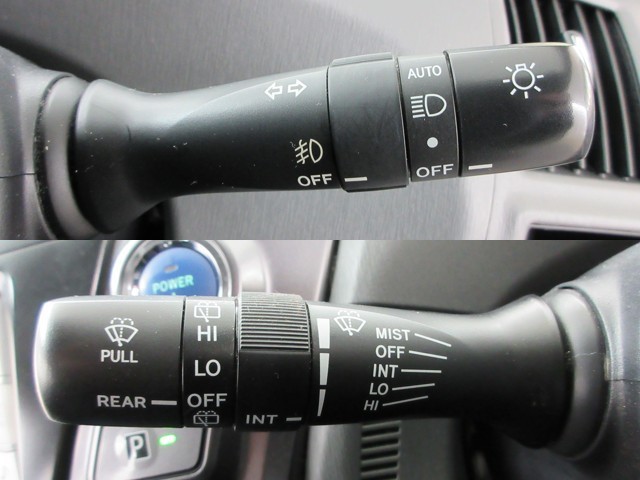 AUTO
OFF
OFF
POWER
PULL
REAR
HI
LO
OFF
INT
MIST
OFF
INT
LO
HI
P